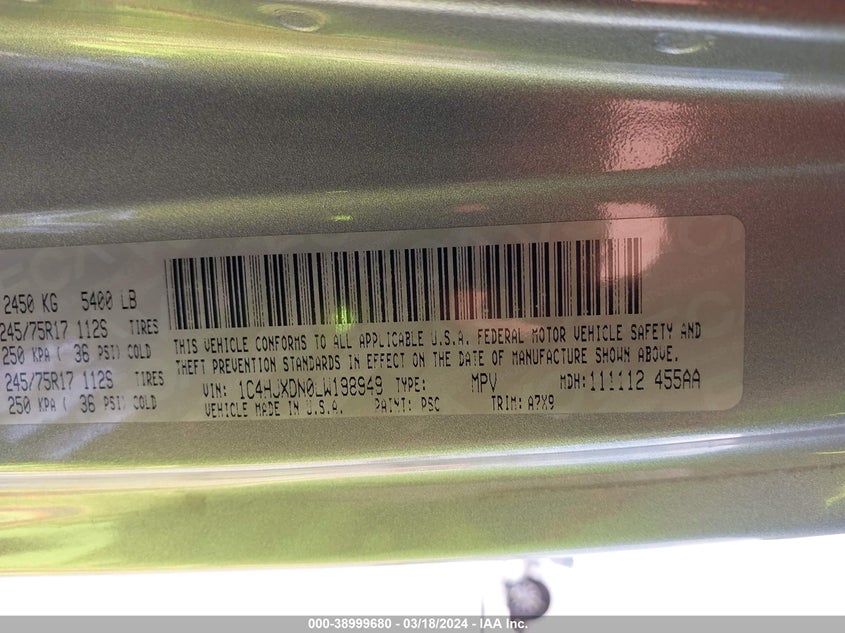 2450 KG 5400 LB
245/75R17 112S TIRES
250 KPA ( 36 PSI) COLD
245/75R17 112S TIRES
250 KPA ( 36 PSI) COLD
THIS VEHICLE CONFORMS TO ALL APPLICABLE U.S.A. FEDERAL MOTOR VEHICLE SAFETY AND
THEFT PREVENTION STANDARDS IN EFFECT ON THE DATE OF MANUFACTURE SHOWN ABOVE.
VIN: 1C4HJXDN0LW198949 TYPE: MPV MDH:111112 455AA
VEHICLE MADE IN U.S.A. PAINT: PSC TRIM: A7X9
000-38999680 - 03/18/2024 - IAA Inc.